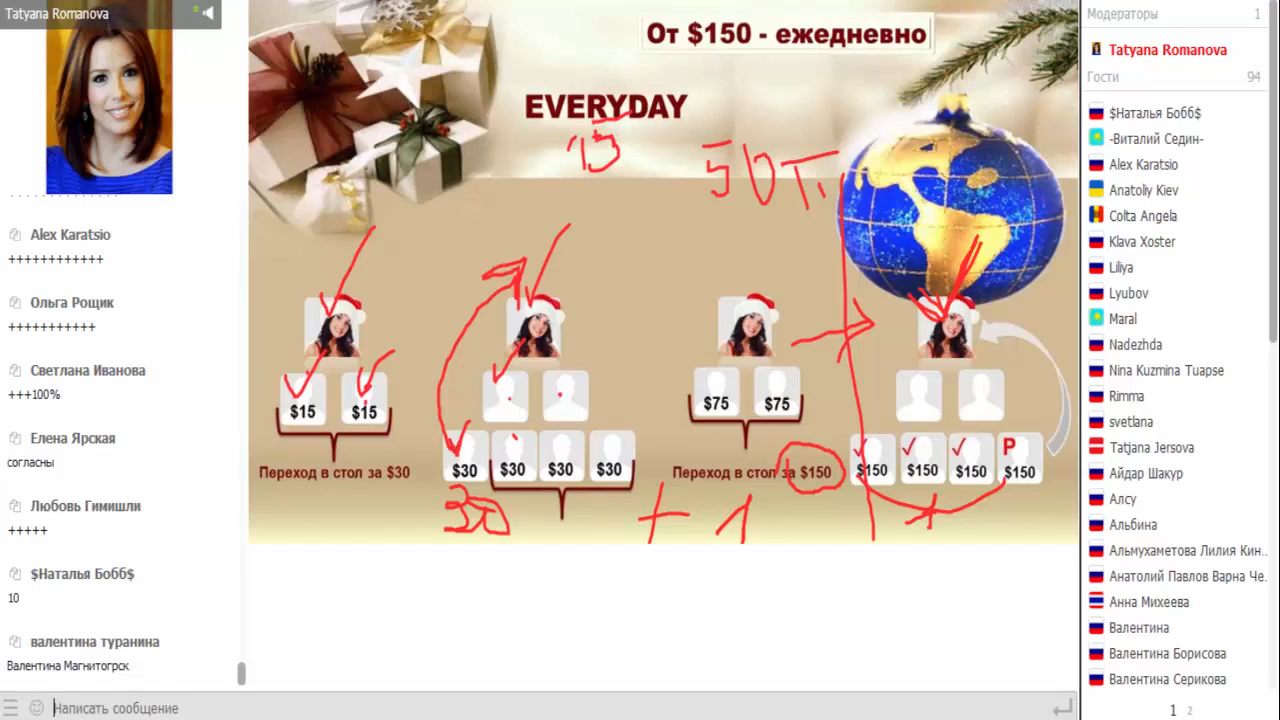 Tatyana Romanova
Alex Karatsio
++++++++++++
Ольга Рощик
+++++++++++
Светлана Иванова
+++100%
Елена Ярская
согласны
Любовь Гимишли
+++++
$Наталья Бобб$
10
валентина туранина
Валентина Магнитогрск
Написать сообщение
От $150 - ежедневно
EVERYDAY
15
50т.
$15
$15
Переход в стол за $30
$30
$30
$30
$30
30
$75
$75
Переход в стол за $150
+ 1
$150
$150
$150
P
$150
Модераторы
1
Tatyana Romanova
Гости
94
$Наталья Бобб$
-Виталий Седин-
Alex Karatsio
Anatoliy Kiev
Colta Angela
Klava Xoster
Liliya
Lyubov
Maral
Nadezhda
Nina Kuzmina Tuapse
Rimma
svetlana
Tatjana Jersova
Айдар Шакур
Алсу
Альбина
Альмухаметова Лилия Кин...
Анатолий Павлов Варна Че...
Анна Михеева
Валентина
Валентина Борисова
Валентина Серикова
1 2